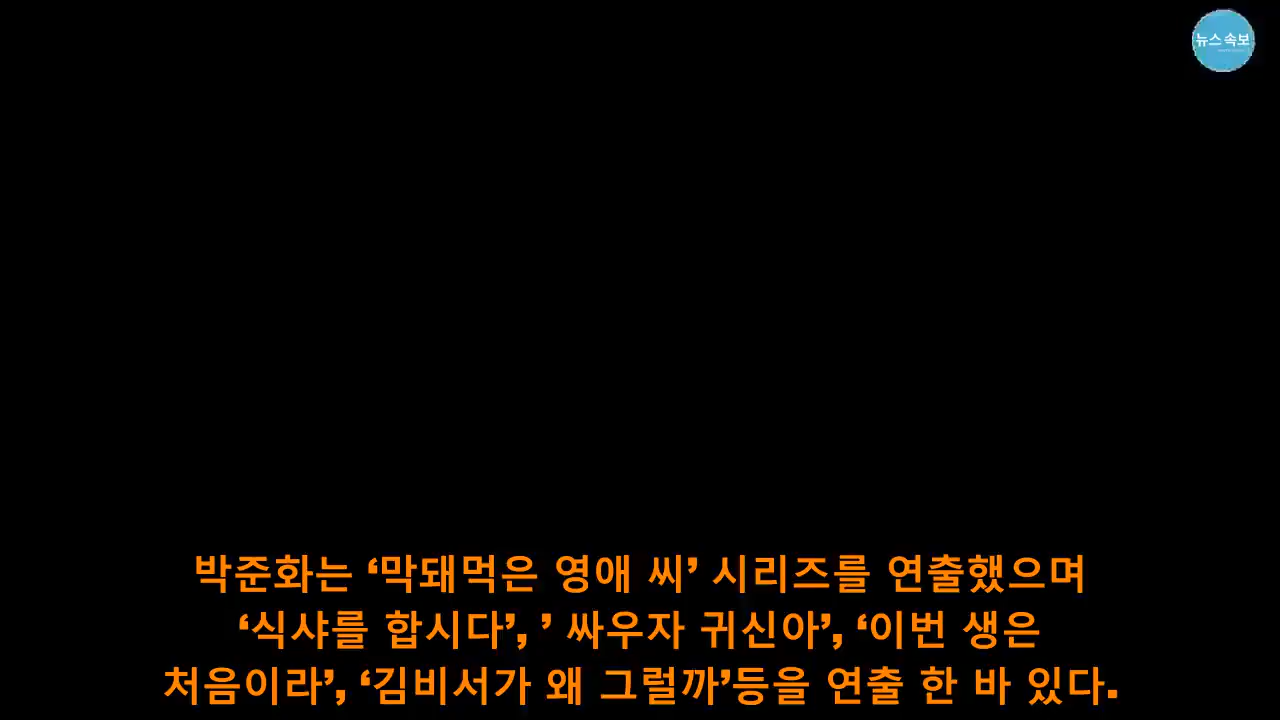 뉴스 속보
박준화는 ‘막돼먹은 영애 씨’ 시리즈를 연출했으며
‘식샤를 합시다’, ’ 싸우자 귀신아’, ‘이번 생은
처음이라’, ‘김비서가 왜 그럴까’등을 연출 한 바 있다.